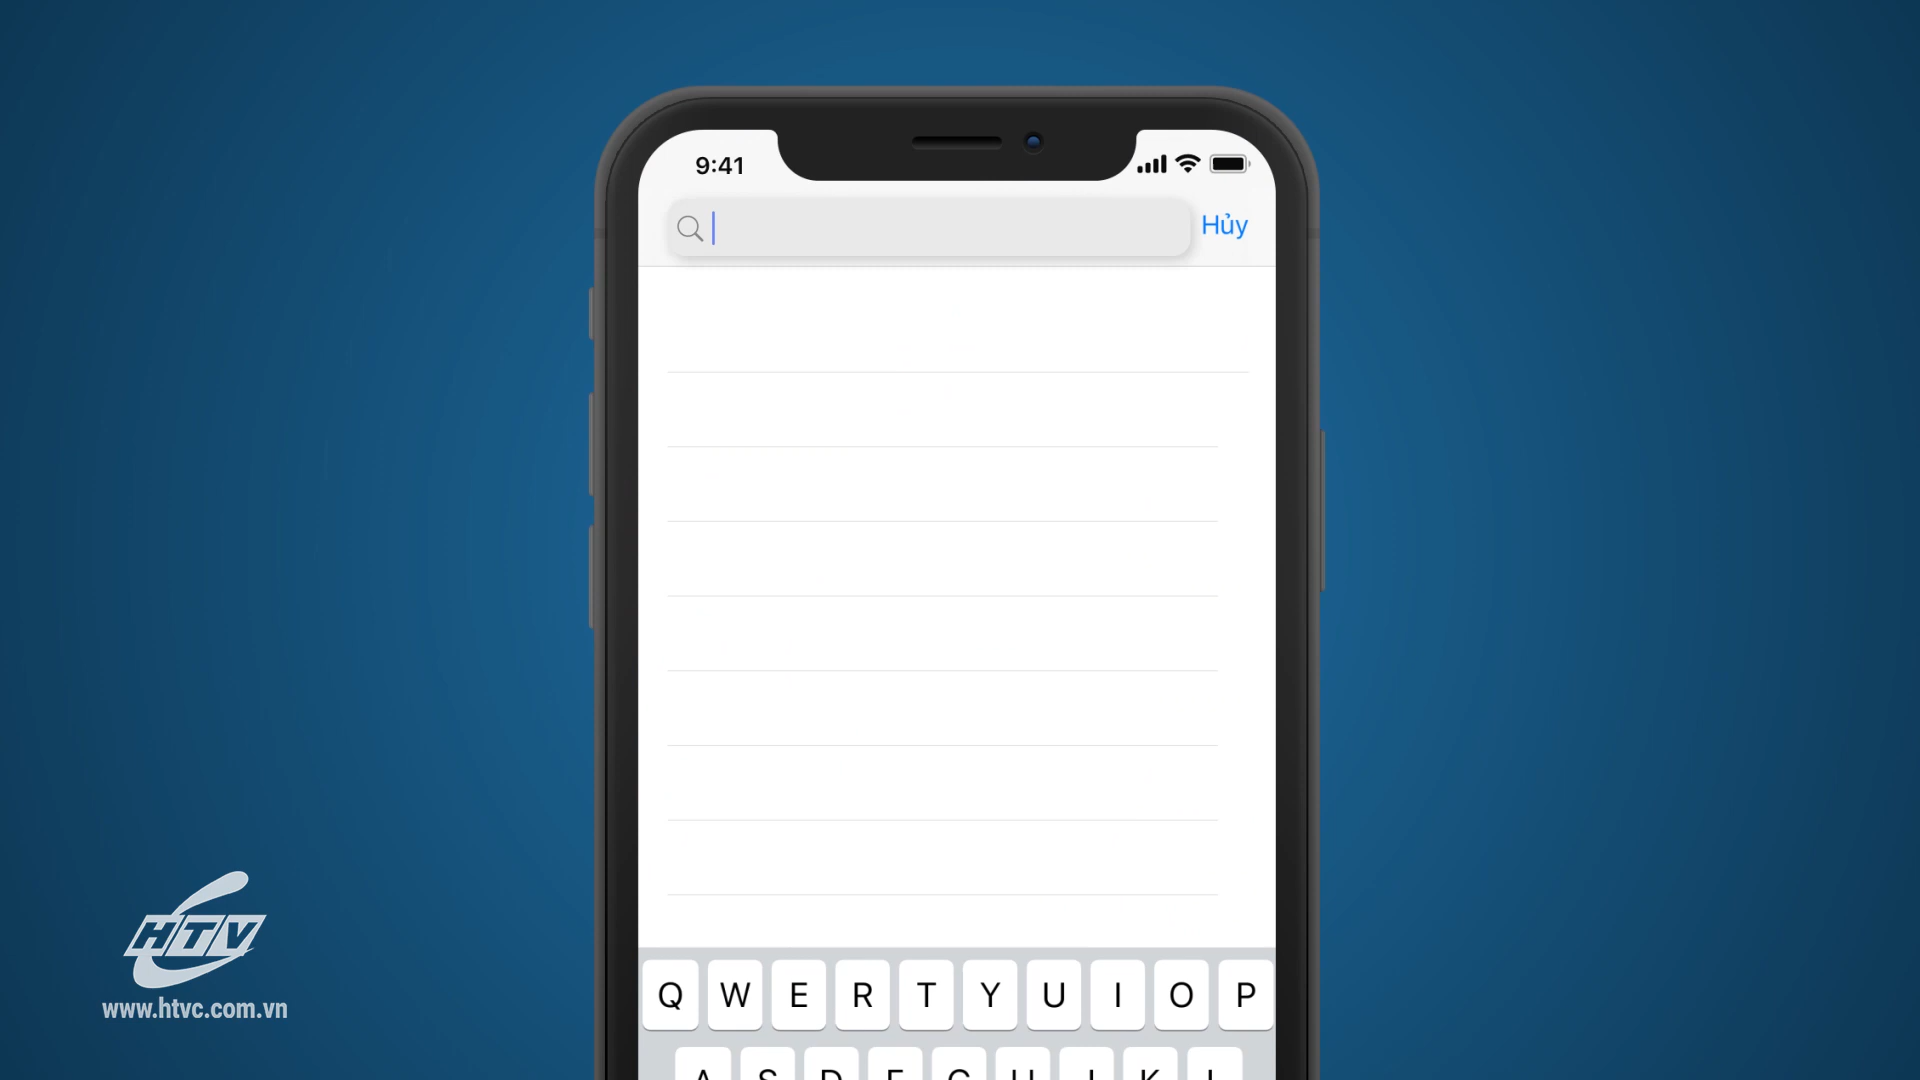 9:41
Hủy
Q W E R T Y U I O P
A S D F G H J K L
HTV
www.htvc.com.vn